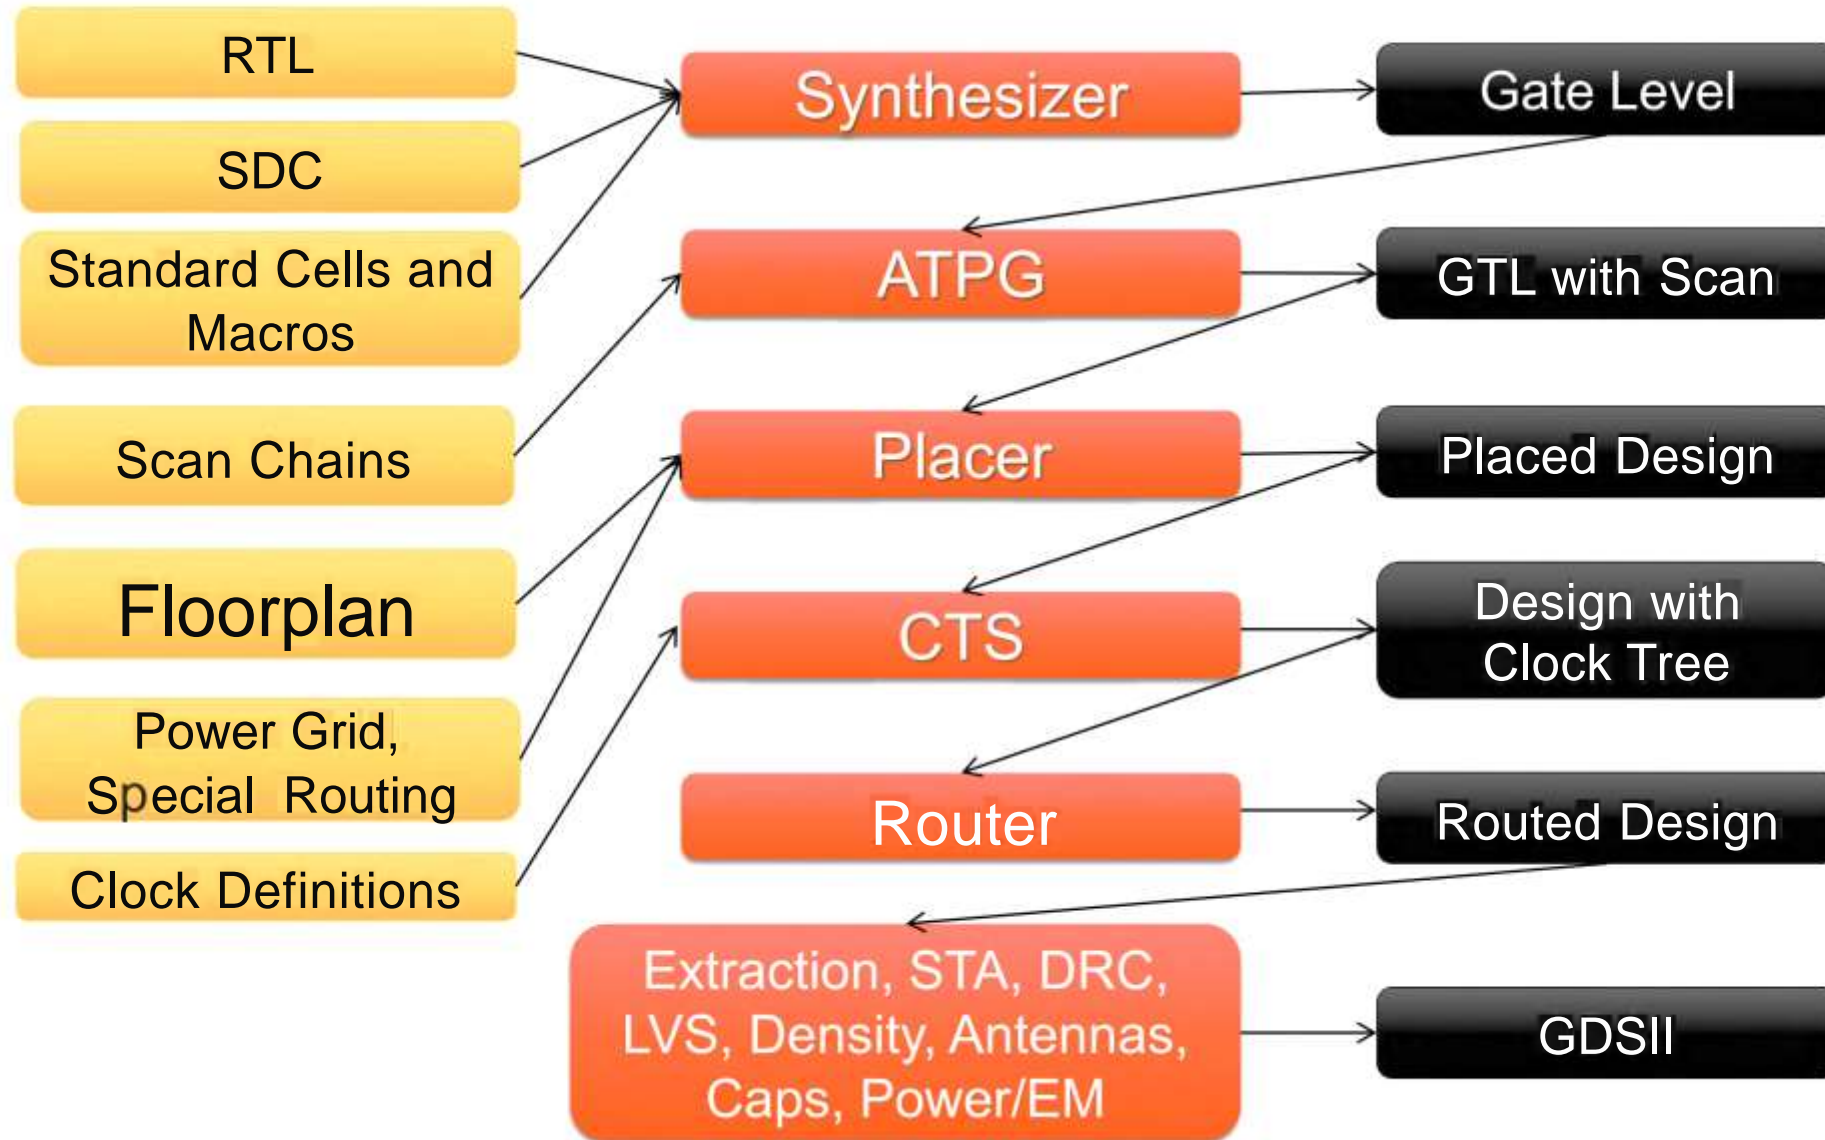 RTL
SDC
Standard Cells and
Macros
Scan Chains
Floorplan
Power Grid,
Special Routing
Clock Definitions
Synthesizer
ATPG
Placer
CTS
Router
Extraction, STA, DRC,
LVS, Density, Antennas,
Caps, Power/EM
Gate Level
GTL with Scan
Placed Design
Design with
Clock Tree
Routed Design
GDSII